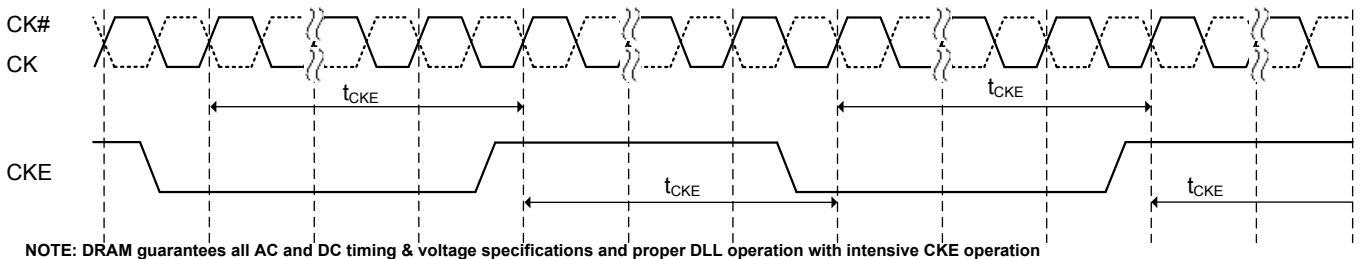 CK#
CK
tCKE
tCKE
CKE
tCKE
tCKE
NOTE: DRAM guarantees all AC and DC timing & voltage specifications and proper DLL operation with intensive CKE operation